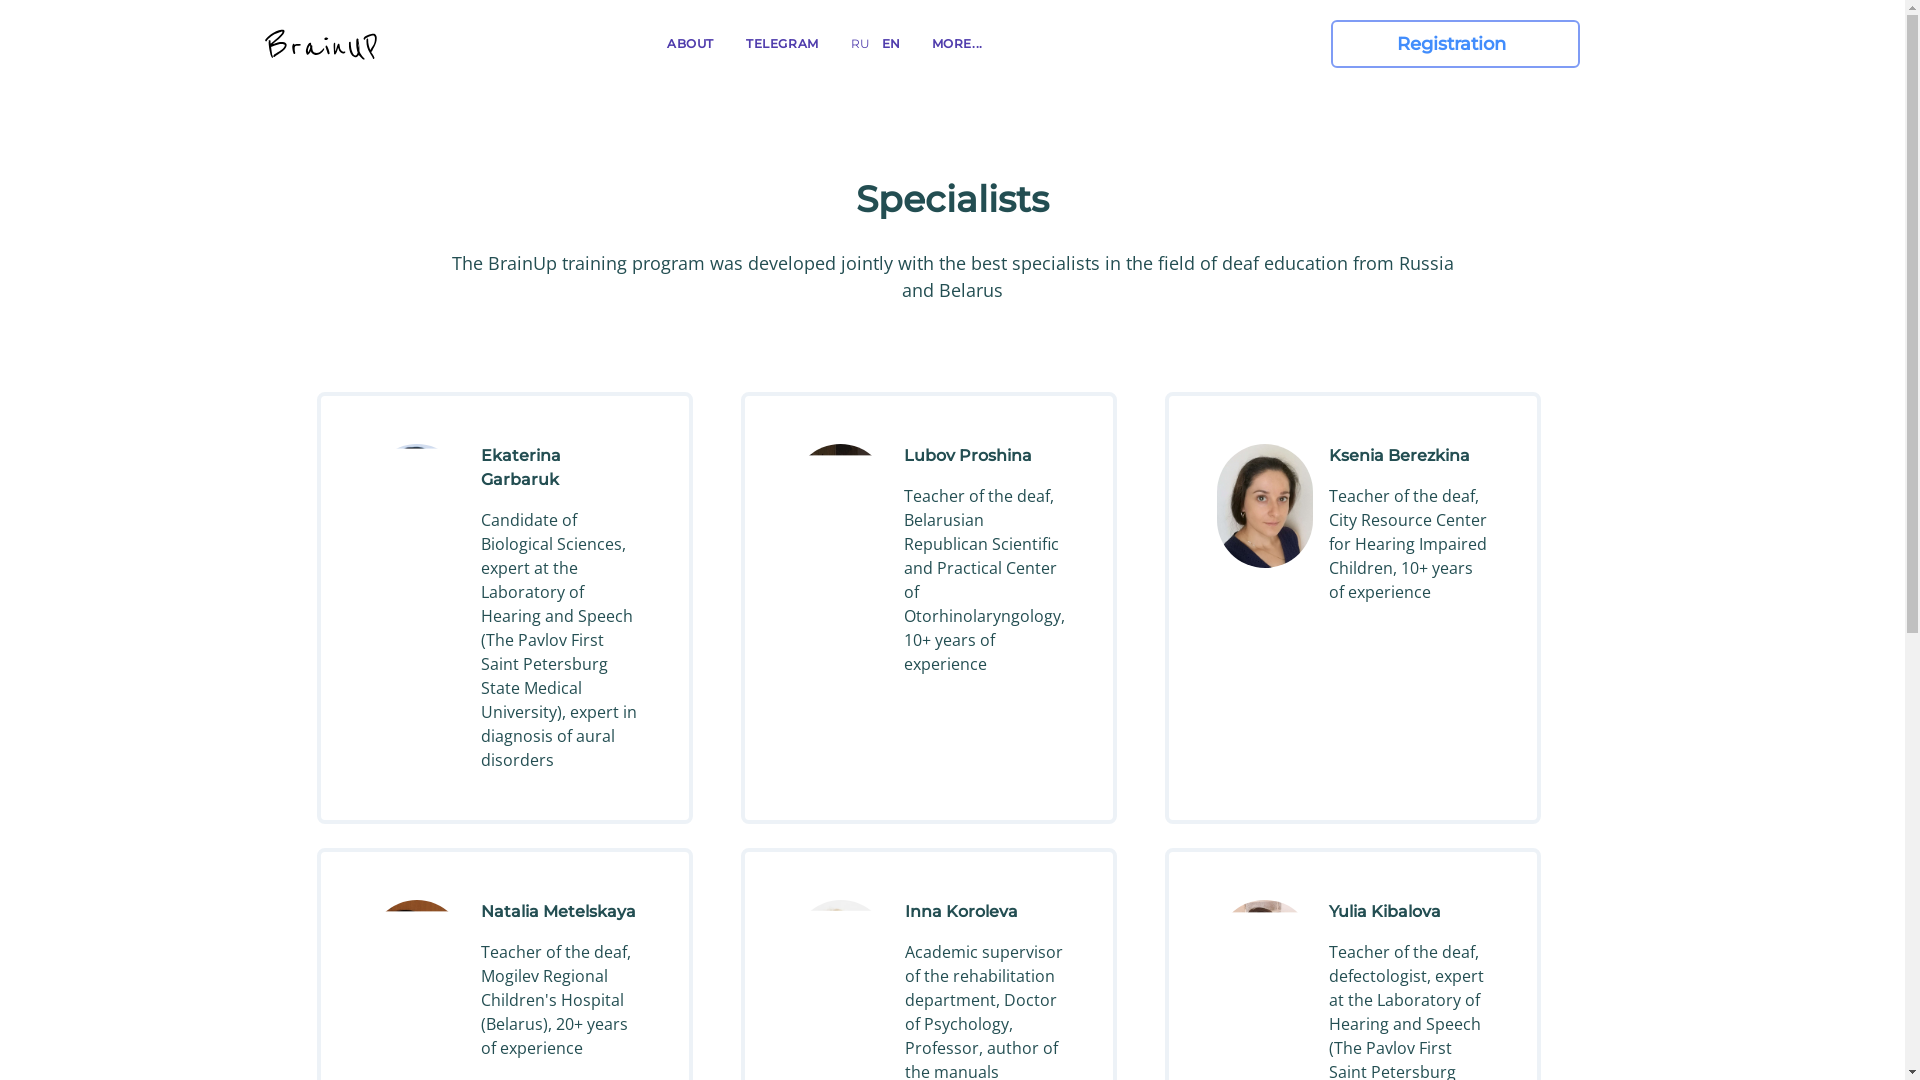 BrainUP
ABOUT
TELEGRAM
RU
EN
MORE...
Registration
Specialists
The BrainUp training program was developed jointly with the best specialists in the field of deaf education from Russia
and Belarus
Ekaterina
Garbaruk
Candidate of
Biological Sciences,
expert at the
Laboratory of
Hearing and Speech
(The Pavlov First
Saint Petersburg
State Medical
University), expert in
diagnosis of aural
disorders
Lubov Proshina
Teacher of the deaf,
Belarusian
Republican Scientific
and Practical Center
of
Otorhinolaryngology,
10+ years of
experience
Ksenia Berezkina
Teacher of the deaf,
City Resource Center
for Hearing Impaired
Children, 10+ years
of experience
Natalia Metelskaya
Teacher of the deaf,
Mogilev Regional
Children's Hospital
(Belarus), 20+ years
of experience
Inna Koroleva
Academic supervisor
of the rehabilitation
department, Doctor
of Psychology,
Professor, author of
the manuals
Yulia Kibalova
Teacher of the deaf,
defectologist, expert
at the Laboratory of
Hearing and Speech
(The Pavlov First
Saint Petersburg